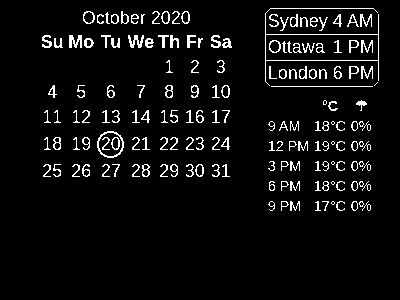 October 2020
Su Mo Tu We Th Fr Sa
1 2 3
4 5 6 7 8 9 10
11 12 13 14 15 16 17
18 19 20 21 22 23 24
25 26 27 28 29 30 31
Sydney 4 AM
Ottawa 1 PM
London 6 PM
°C ☂
9 AM 18°C 0%
12 PM 19°C 0%
3 PM 19°C 0%
6 PM 18°C 0%
9 PM 17°C 0%